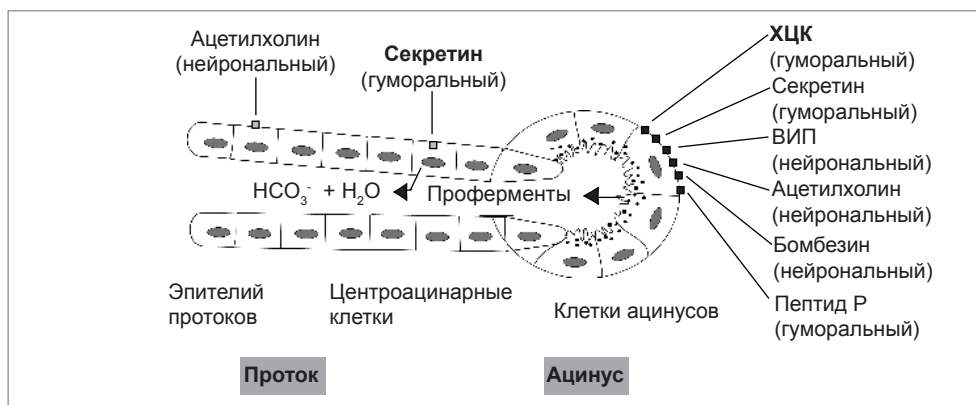 Ацетилхолин
(нейрональный)
Секретин
(гуморальный)
ХЦК
(гуморальный)
Секретин
(гуморальный)
ВИП
(нейрональный)
Ацетилхолин
(нейрональный)
Бомбезин
(нейрональный)
Пептид P
(гуморальный)
HCO₃⁻ + H₂O
Проферменты
Эпителий
протоков
Центроацинарные
клетки
Клетки ацинусов
Проток
Ацинус